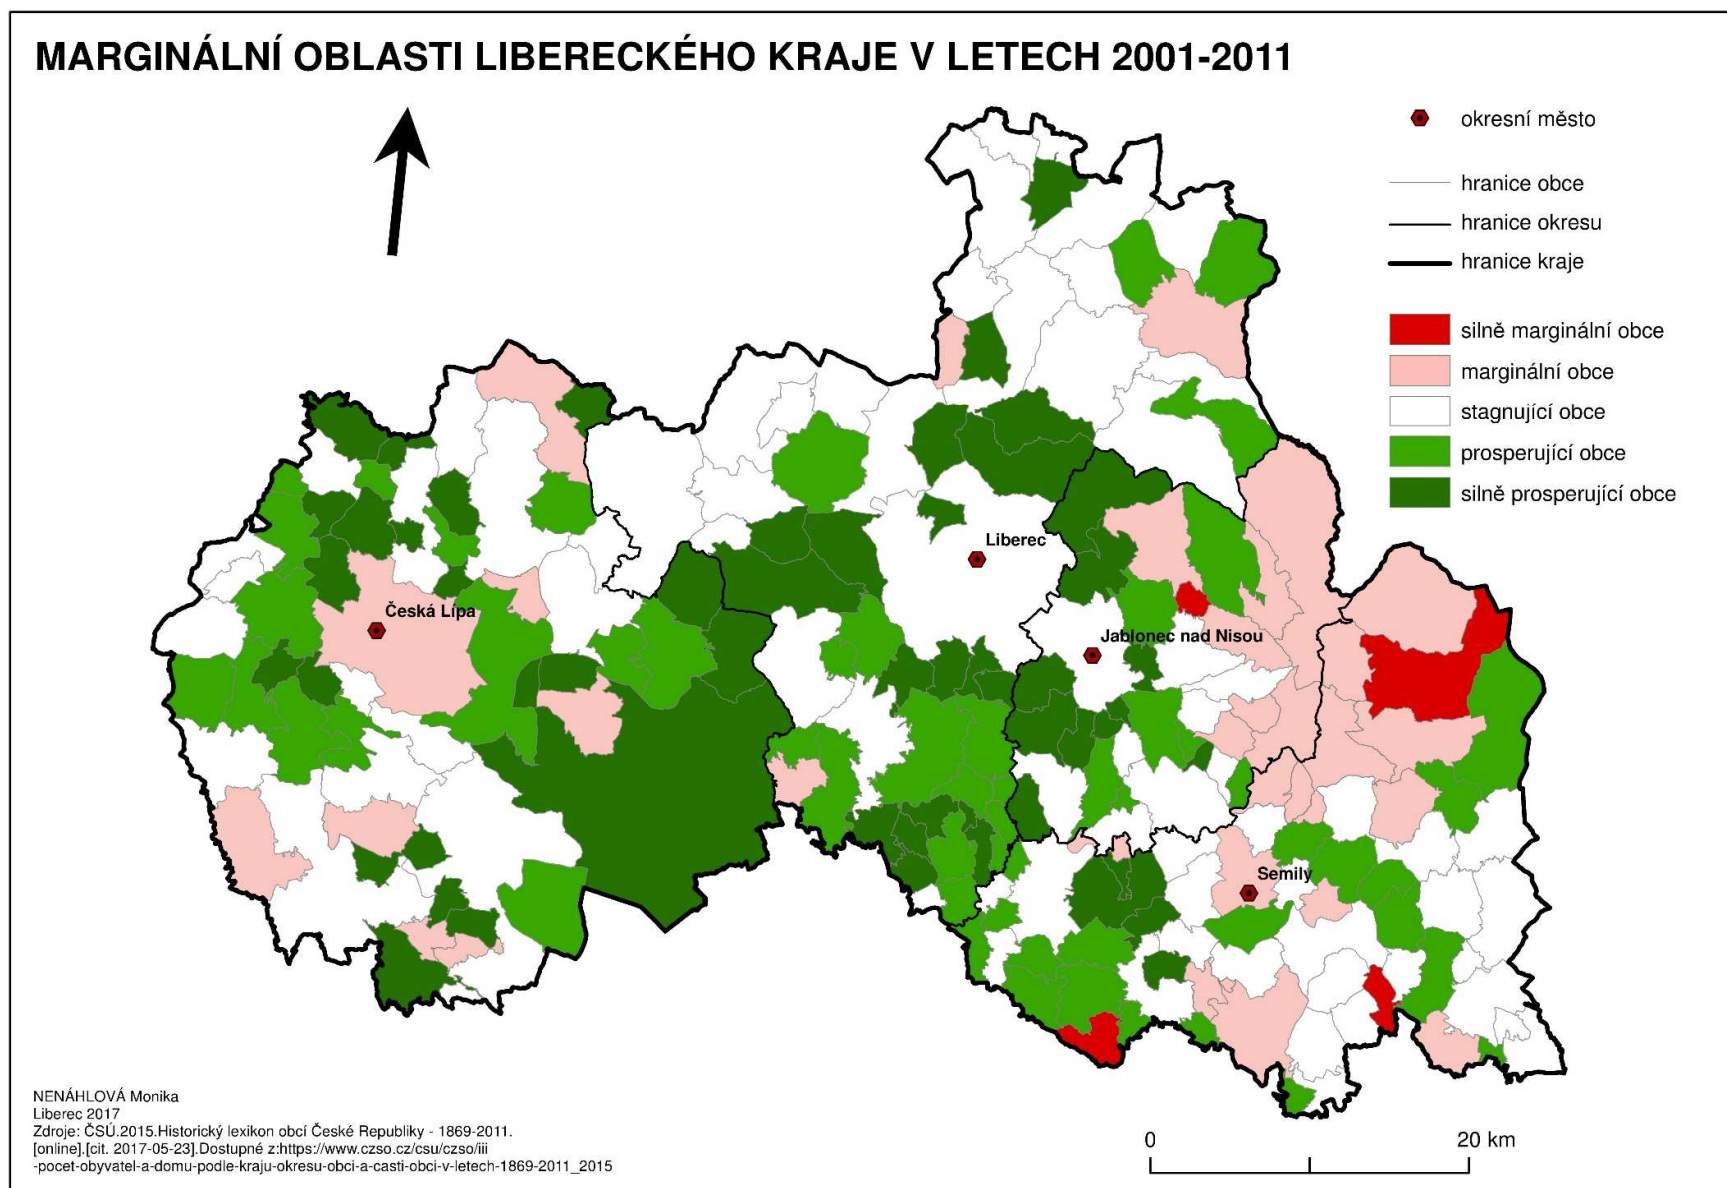 MARGINÁLNÍ OBLASTI LIBERECKÉHO KRAJE V LETECH 2001-2011
okresní město
hranice obce
hranice okresu
hranice kraje
silně marginální obce
marginální obce
stagnující obce
prosperující obce
silně prosperující obce
Liberec
Česká Lípa
Jablonec nad Nisou
Semily
NENÁHLOVÁ Monika
Liberec 2017
Zdroje: ČSÚ.2015.Historický lexikon obcí České Republiky - 1869-2011.
[online].[cit. 2017-05-23].Dostupné z:https://www.czso.cz/csu/czso/iii
-pocet-obyvatel-a-domu-podle-kraju-okresu-obci-a-casti-obci-v-letech-1869-2011_2015
0 20 km